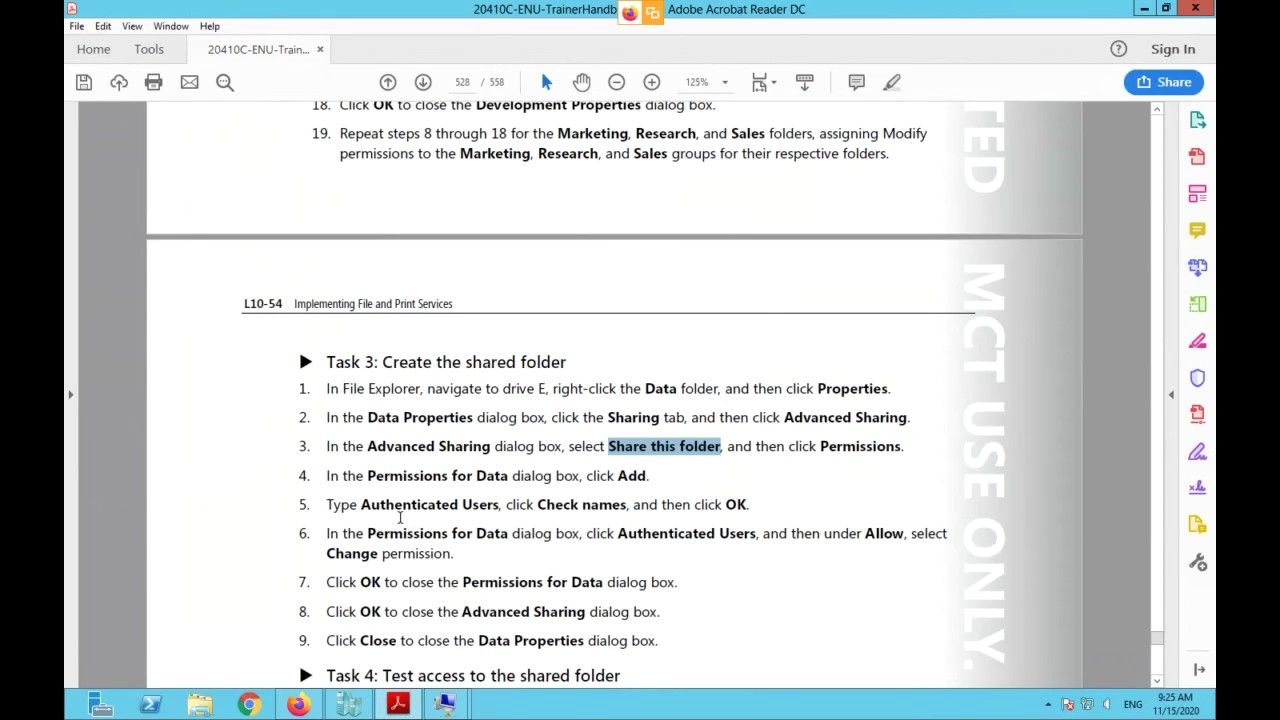 20410C-ENU-TrainerHandb Adobe Acrobat Reader DC
File Edit View Window Help
Home Tools 20410C-ENU-Train... × Sign In
528 / 558 125% Share
18. Click OK to close the Development Properties dialog box.
19. Repeat steps 8 through 18 for the Marketing, Research, and Sales folders, assigning Modify
permissions to the Marketing, Research, and Sales groups for their respective folders.
L10-54 Implementing File and Print Services
Task 3: Create the shared folder
1. In File Explorer, navigate to drive E, right-click the Data folder, and then click Properties.
2. In the Data Properties dialog box, click the Sharing tab, and then click Advanced Sharing.
3. In the Advanced Sharing dialog box, select Share this folder, and then click Permissions.
4. In the Permissions for Data dialog box, click Add.
5. Type Authenticated Users, click Check names, and then click OK.
6. In the Permissions for Data dialog box, click Authenticated Users, and then under Allow, select
Change permission.
7. Click OK to close the Permissions for Data dialog box.
8. Click OK to close the Advanced Sharing dialog box.
9. Click Close to close the Data Properties dialog box.
Task 4: Test access to the shared folder
TED
MCT USE ONLY.
ENG 9:25 AM
11/15/2020